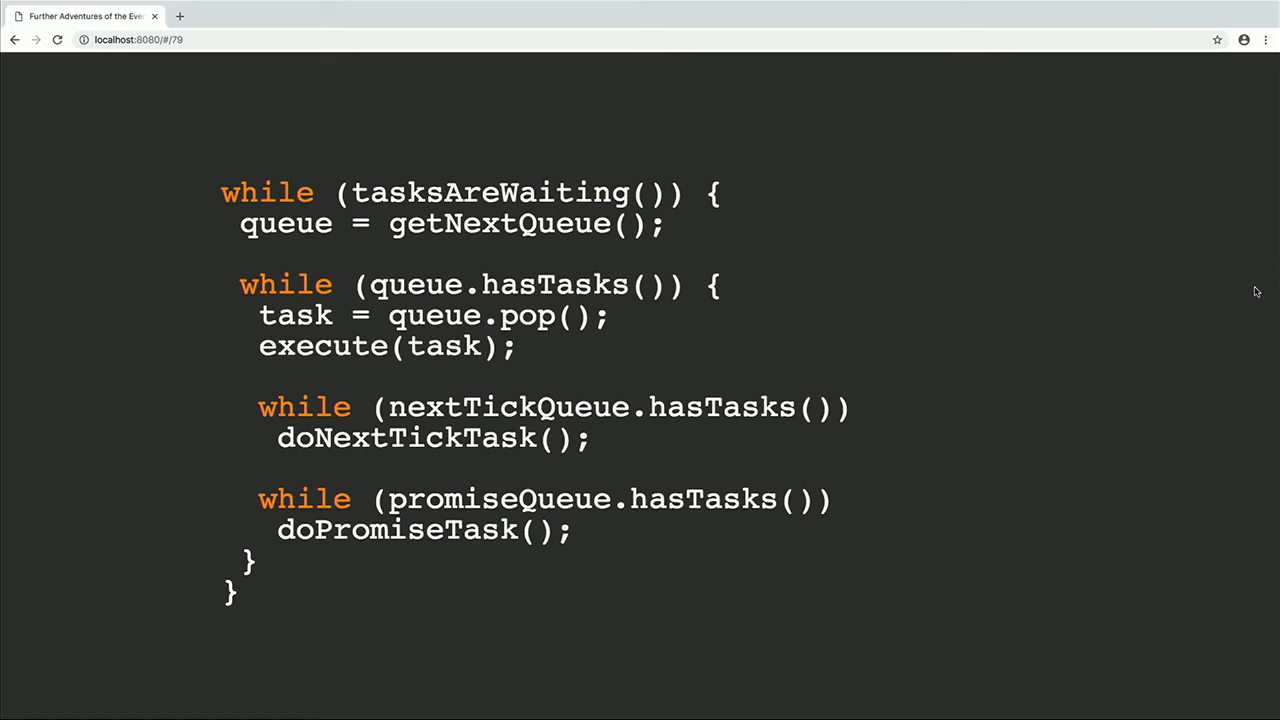 Further Adventures of the Eve
localhost:8080/#/79
while (tasksAreWaiting()) {
queue = getNextQueue();
while (queue.hasTasks()) {
task = queue.pop();
execute(task);
while (nextTickQueue.hasTasks())
doNextTickTask();
while (promiseQueue.hasTasks())
doPromiseTask();
}
}